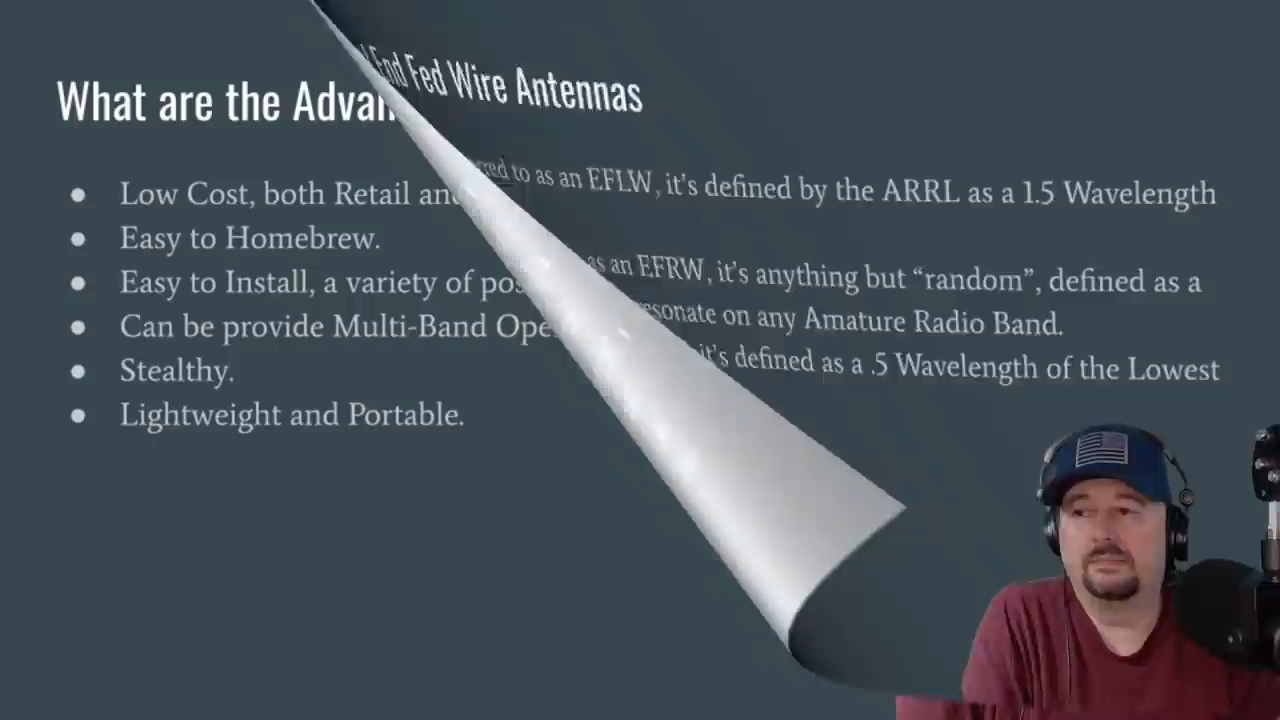 What are the Advan
End Fed Wire Antennas
Low Cost, both Retail and
to as an EFLW, it's defined by the ARRL as a 1.5 Wavelength
Easy to Homebrew.
as an EFRW, it's anything but “random”, defined as a
Easy to Install, a variety of pos
on any Amature Radio Band.
Can be provide Multi-Band Ope
it's defined as a .5 Wavelength of the Lowest
Stealthy.
Lightweight and Portable.